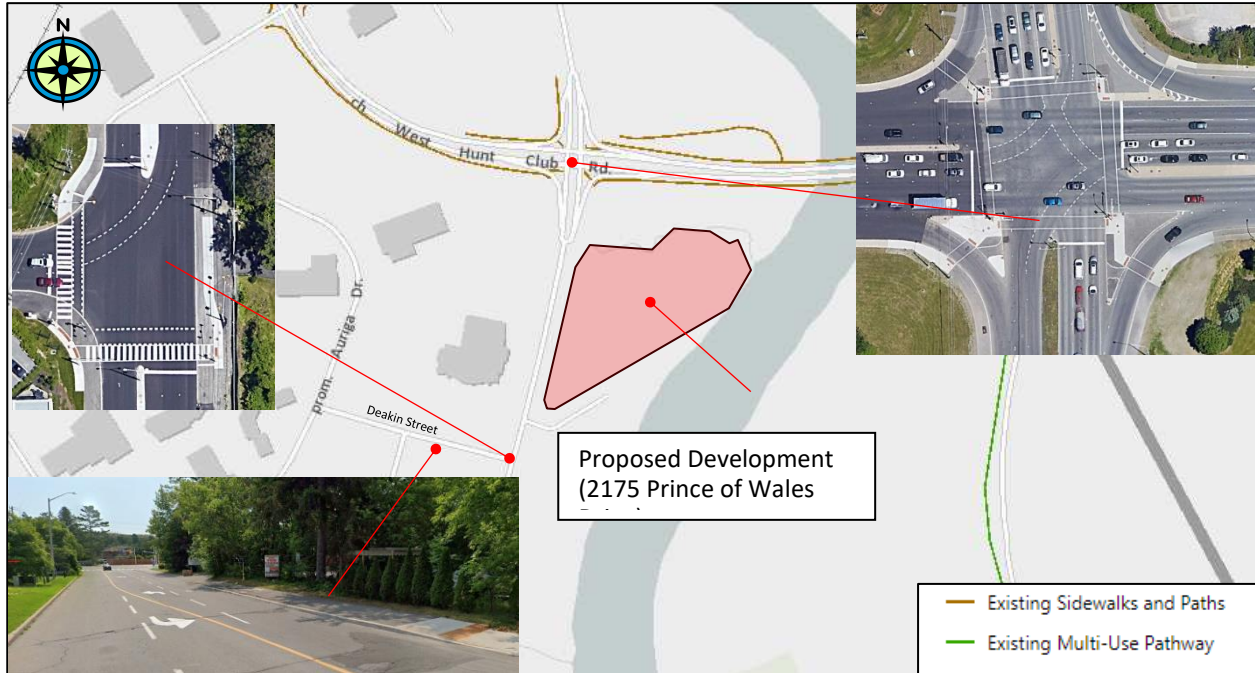 N
ch. West Hunt Club Rd.
prom. Auriga Dr.
Deakin Street
Proposed Development
(2175 Prince of Wales
Existing Sidewalks and Paths
Existing Multi-Use Pathway